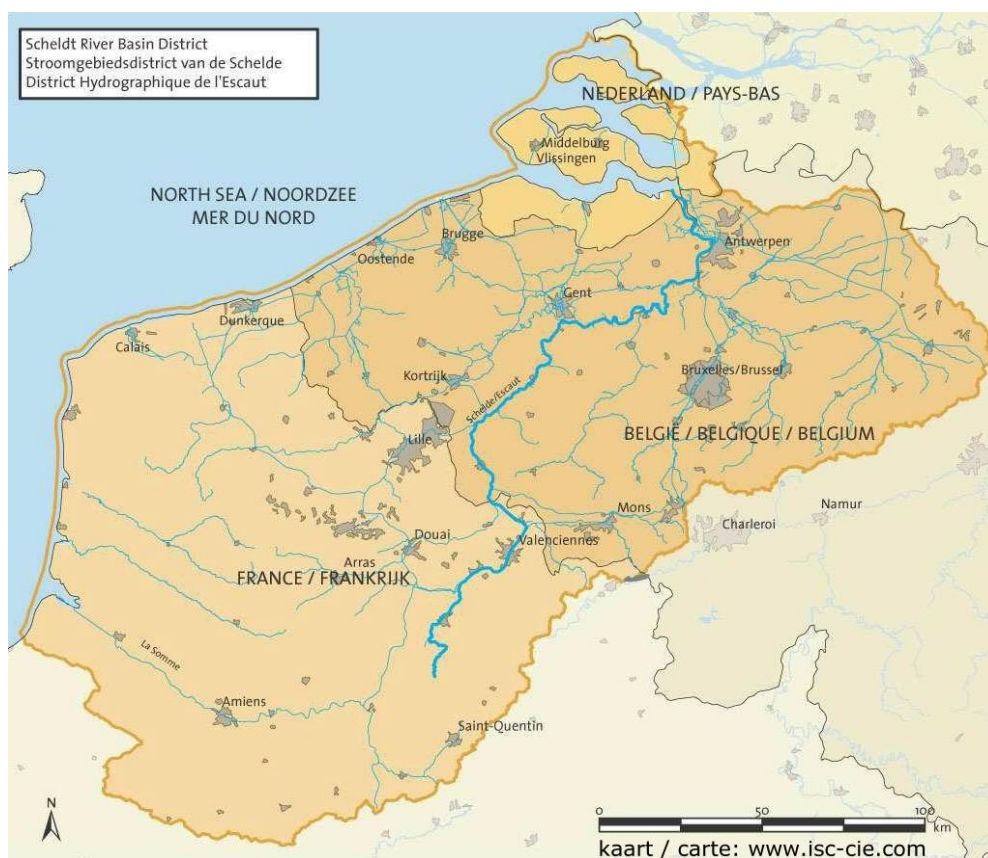 Scheldt River Basin District
Stroomgebiedsdistrict van de Schelde
District Hydrographique de l'Escaut
NEDERLAND / PAYS-BAS
Middelburg
Vlissingen
NORTH SEA / NOORDZEE
MER DU NORD
Brugge
Antwerpen
Oostende
Gent
Dunkerque
Calais
Kortrijk
Bruxelles/Brussel
Schelde/Escaut
Lille
BELGIË / BELGIQUE / BELGIUM
Mons
Namur
Charleroi
Douai
Valenciennes
Arras
FRANCE / FRANKRIJK
La Somme
Amiens
Saint-Quentin
N
0 50 100
km
kaart / carte: www.isc-cie.com